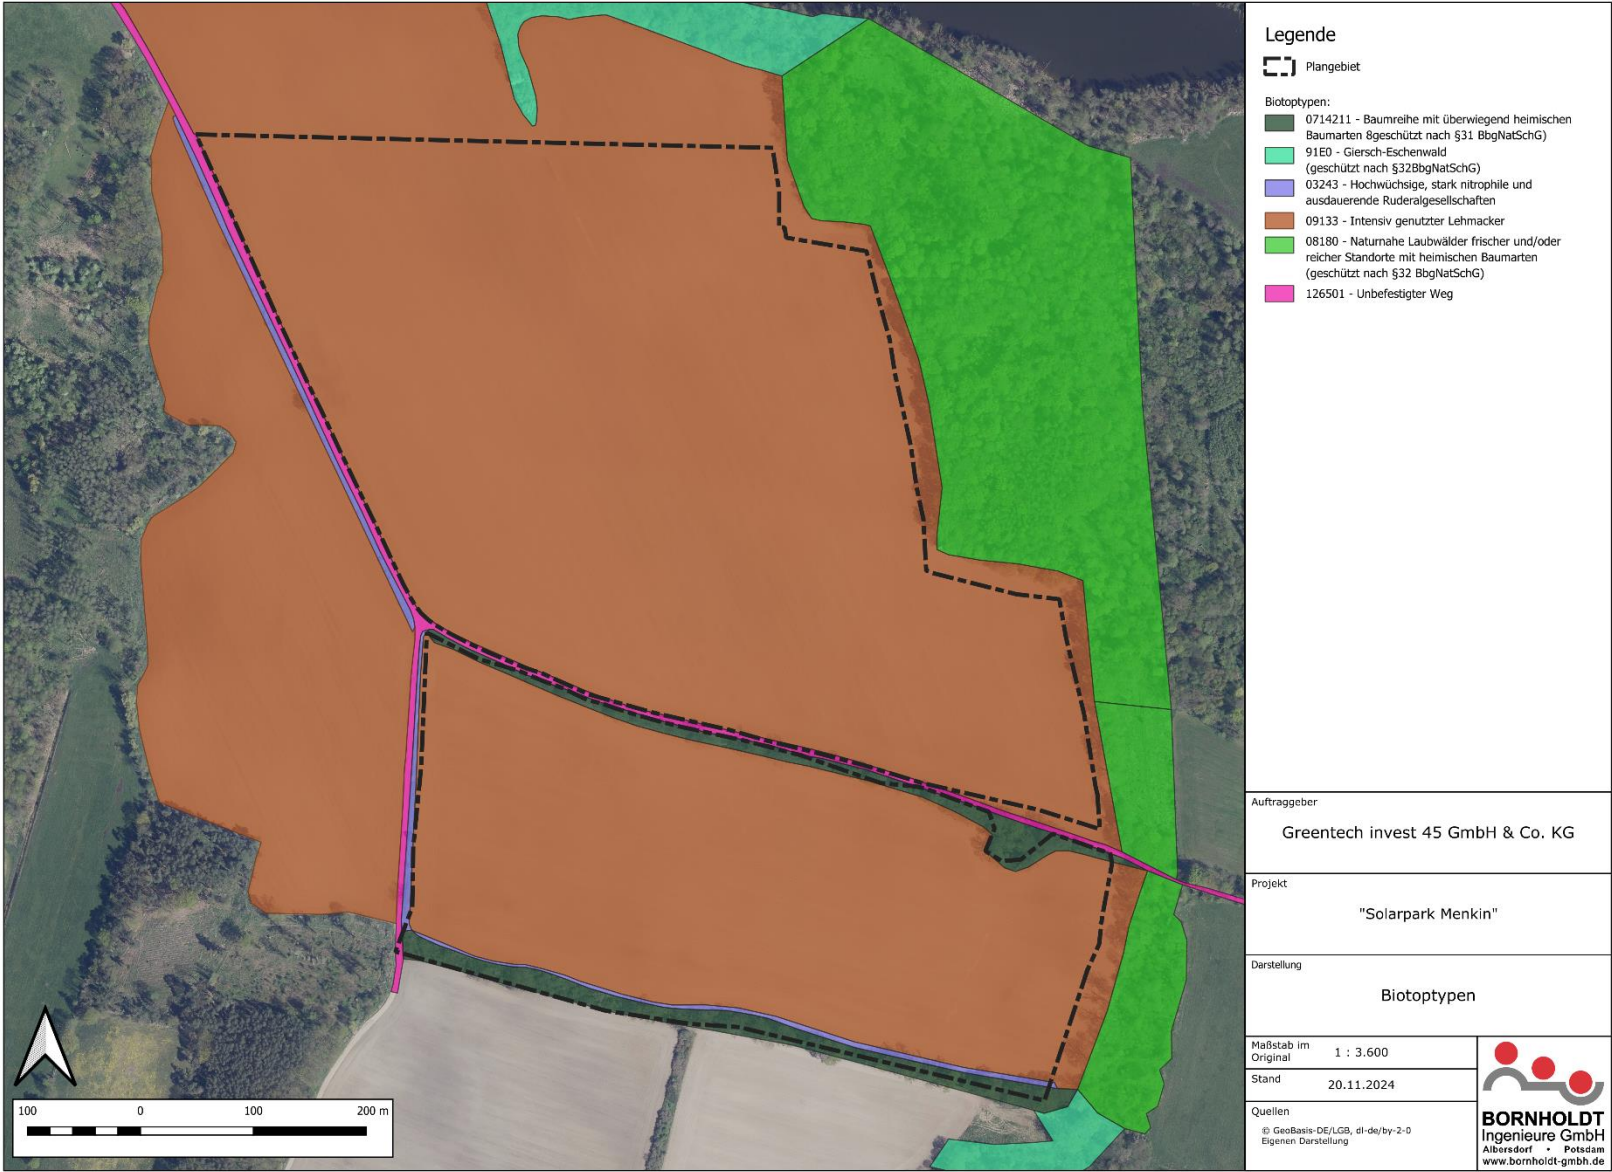 Legende
Plangebiet
Biotoptypen:
0714211 - Baumreihe mit überwiegend heimischen
Baumarten 8geschützt nach §31 BbgNatSchG)
91E0 - Giersch-Eschenwald
(geschützt nach §32BbgNatSchG)
03243 - Hochwüchsige, stark nitrophile und
ausdauerende Ruderalgesellschaften
09133 - Intensiv genutzter Lehmacker
08180 - Naturnahe Laubwälder frischer und/oder
reicher Standorte mit heimischen Baumarten
(geschützt nach §32 BbgNatSchG)
126501 - Unbefestigter Weg
Auftraggeber
Greentech invest 45 GmbH & Co. KG
Projekt
"Solarpark Menkin"
Darstellung
Biotoptypen
Maßstab im
Original
1 : 3.600
Stand
20.11.2024
Quellen
© GeoBasis-DE/LGB, dl-de/by-2-0
Eigenen Darstellung
BORNHOLDT
Ingenieure GmbH
Albersdorf • Potsdam
www.bornholdt-gmbh.de
100 0 100 200 m